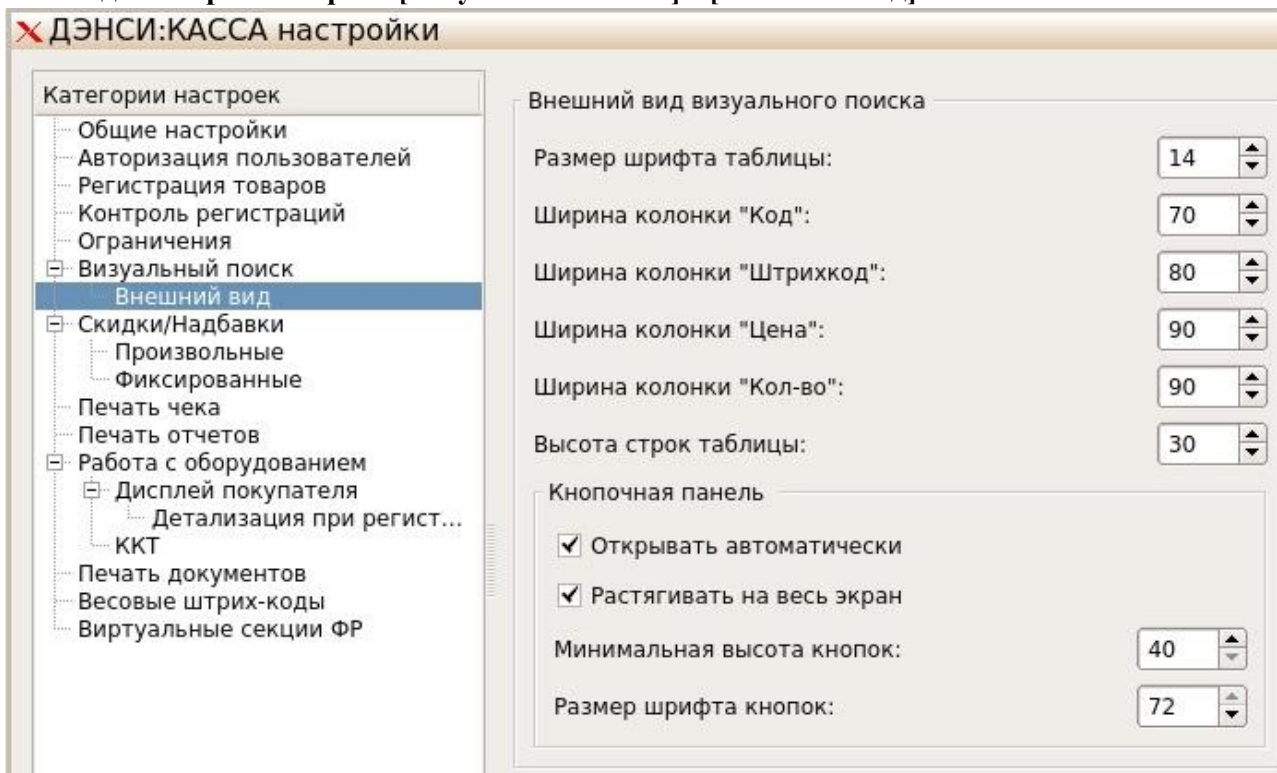 ДЭНСИ:КАССА настройки
Категории настроек
Общие настройки
Авторизация пользователей
Регистрация товаров
Контроль регистраций
Ограничения
Визуальный поиск
Внешний вид
Скидки/Надбавки
Произвольные
Фиксированные
Печать чека
Печать отчетов
Работа с оборудованием
Дисплей покупателя
Детализация при регист...
ККТ
Печать документов
Весовые штрих-коды
Виртуальные секции ФР
Внешний вид визуального поиска
Размер шрифта таблицы: 14
Ширина колонки "Код": 70
Ширина колонки "Штрихкод": 80
Ширина колонки "Цена": 90
Ширина колонки "Кол-во": 90
Высота строк таблицы: 30
Кнопочная панель
Открывать автоматически
Растягивать на весь экран
Минимальная высота кнопок: 40
Размер шрифта кнопок: 72